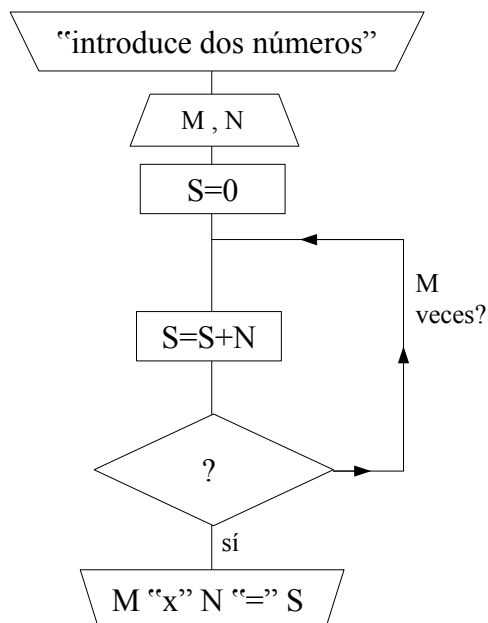 “introduce dos números”
M , N
S=0
M
veces?
S=S+N
?
sí
M “x” N “=” S